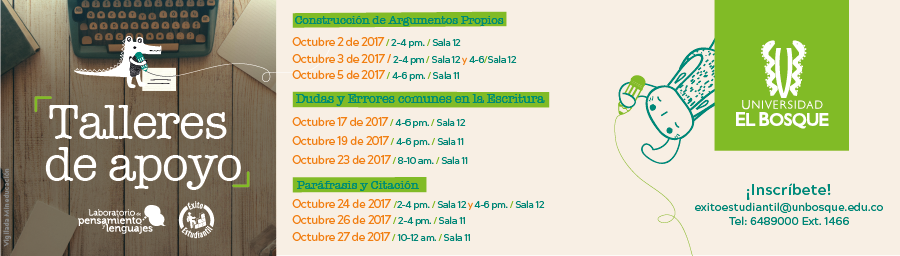 Talleres
de apoyo
Laboratorio de
pensamiento
y lenguajes
Éxito
Estudiantil
Vigilada Mineducación
Construcción de Argumentos Propios
Octubre 2 de 2017 / 2-4 pm. / Sala 12
Octubre 3 de 2017 / 2-4 pm / Sala 12 y 4-6/Sala 12
Octubre 5 de 2017 / 4-6 pm. / Sala 11
Dudas y Errores comunes en la Escritura
Octubre 17 de 2017 / 4-6 pm. / Sala 12
Octubre 19 de 2017 / 4-6 pm. / Sala 11
Octubre 23 de 2017 / 8-10 am. / Sala 11
Paráfrasis y Citación
Octubre 24 de 2017 /2-4 pm. / Sala 12 y 4-6 pm. / Sala 12
Octubre 26 de 2017 / 2-4 pm. / Sala 11
Octubre 27 de 2017 / 10-12 am. / Sala 11
UNIVERSIDAD
EL BOSQUE
¡Inscríbete!
exitoestudiantil@unbosque.edu.co
Tel: 6489000 Ext. 1466